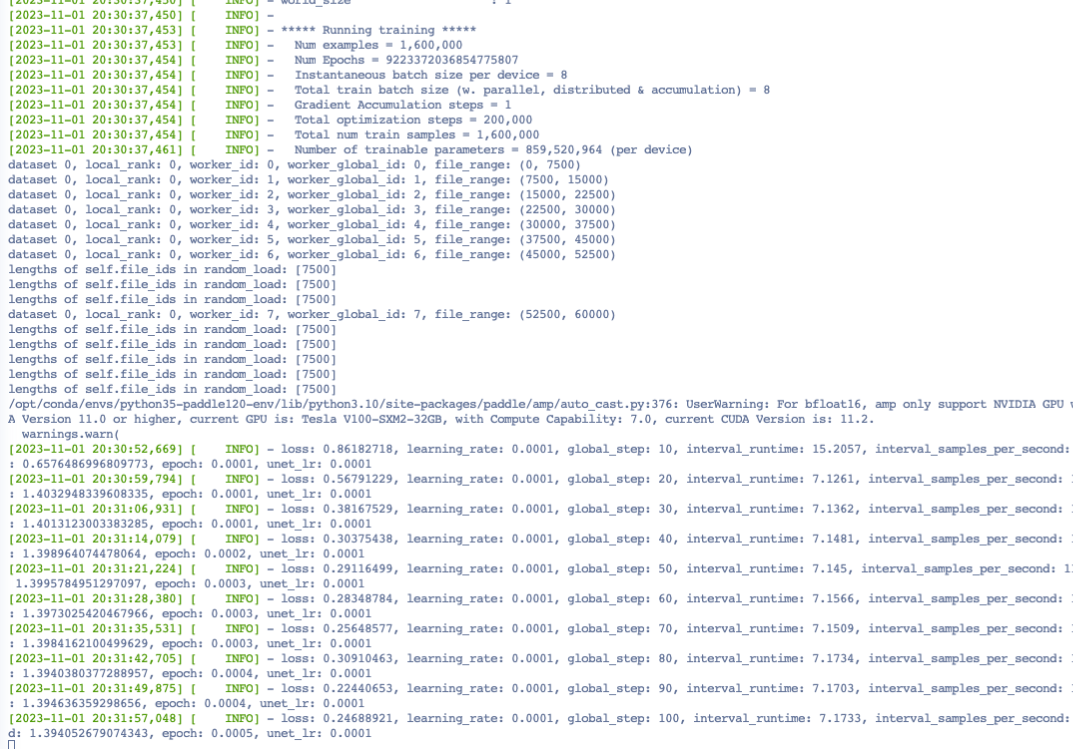 [2023-11-01 20:30:37,450] [    INFO] - world_size                    : 1
[2023-11-01 20:30:37,450] [    INFO] -
[2023-11-01 20:30:37,453] [    INFO] - ***** Running training *****
[2023-11-01 20:30:37,454] [    INFO] -   Num examples = 1,600,000
[2023-11-01 20:30:37,454] [    INFO] -   Num Epochs = 9223372036854775807
[2023-11-01 20:30:37,454] [    INFO] -   Instantaneous batch size per device = 8
[2023-11-01 20:30:37,454] [    INFO] -   Total train batch size (w. parallel, distributed & accumulation) = 8
[2023-11-01 20:30:37,454] [    INFO] -   Gradient Accumulation steps = 1
[2023-11-01 20:30:37,454] [    INFO] -   Total optimization steps = 200,000
[2023-11-01 20:30:37,454] [    INFO] -   Total num train samples = 1,600,000
[2023-11-01 20:30:37,461] [    INFO] -   Number of trainable parameters = 859,520,964 (per device)
dataset 0, local_rank: 0, worker_id: 0, worker_global_id: 0, file_range: (0, 7500)
dataset 0, local_rank: 0, worker_id: 1, worker_global_id: 1, file_range: (7500, 15000)
dataset 0, local_rank: 0, worker_id: 2, worker_global_id: 2, file_range: (15000, 22500)
dataset 0, local_rank: 0, worker_id: 3, worker_global_id: 3, file_range: (22500, 30000)
dataset 0, local_rank: 0, worker_id: 4, worker_global_id: 4, file_range: (30000, 37500)
dataset 0, local_rank: 0, worker_id: 5, worker_global_id: 5, file_range: (37500, 45000)
dataset 0, local_rank: 0, worker_id: 6, worker_global_id: 6, file_range: (45000, 52500)
lengths of self.file_ids in random_load: [7500]
lengths of self.file_ids in random_load: [7500]
lengths of self.file_ids in random_load: [7500]
dataset 0, local_rank: 0, worker_id: 7, worker_global_id: 7, file_range: (52500, 60000)
lengths of self.file_ids in random_load: [7500]
lengths of self.file_ids in random_load: [7500]
lengths of self.file_ids in random_load: [7500]
lengths of self.file_ids in random_load: [7500]
lengths of self.file_ids in random_load: [7500]
/opt/conda/envs/python35-paddle120-env/lib/python3.10/site-packages/paddle/amp/auto_cast.py:376: UserWarning: For bfloat16, amp only support NVIDIA GPU
A Version 11.0 or higher, current GPU is: Tesla V100-SXM2-32GB, with Compute Capability: 7.0, current CUDA Version is: 11.2.
  warnings.warn(
[2023-11-01 20:30:52,669] [    INFO] - loss: 0.86182718, learning_rate: 0.0001, global_step: 10, interval_runtime: 15.2057, interval_samples_per_second:
: 0.6576486996809773, epoch: 0.0001, unet_lr: 0.0001
[2023-11-01 20:30:59,794] [    INFO] - loss: 0.56791229, learning_rate: 0.0001, global_step: 20, interval_runtime: 7.1261, interval_samples_per_second:
: 1.4032948339608335, epoch: 0.0001, unet_lr: 0.0001
[2023-11-01 20:31:06,931] [    INFO] - loss: 0.38167529, learning_rate: 0.0001, global_step: 30, interval_runtime: 7.1362, interval_samples_per_second:
: 1.4013123003383285, epoch: 0.0001, unet_lr: 0.0001
[2023-11-01 20:31:14,079] [    INFO] - loss: 0.30375438, learning_rate: 0.0001, global_step: 40, interval_runtime: 7.1481, interval_samples_per_second:
: 1.398964074478064, epoch: 0.0002, unet_lr: 0.0001
[2023-11-01 20:31:21,224] [    INFO] - loss: 0.29116499, learning_rate: 0.0001, global_step: 50, interval_runtime: 7.145, interval_samples_per_second: 1
 1.3995784951297097, epoch: 0.0003, unet_lr: 0.0001
[2023-11-01 20:31:28,380] [    INFO] - loss: 0.28348784, learning_rate: 0.0001, global_step: 60, interval_runtime: 7.1566, interval_samples_per_second:
: 1.3973025420467966, epoch: 0.0003, unet_lr: 0.0001
[2023-11-01 20:31:35,531] [    INFO] - loss: 0.25648577, learning_rate: 0.0001, global_step: 70, interval_runtime: 7.1509, interval_samples_per_second:
: 1.3984162100499629, epoch: 0.0003, unet_lr: 0.0001
[2023-11-01 20:31:42,705] [    INFO] - loss: 0.30910463, learning_rate: 0.0001, global_step: 80, interval_runtime: 7.1734, interval_samples_per_second:
: 1.3940380377288957, epoch: 0.0004, unet_lr: 0.0001
[2023-11-01 20:31:49,875] [    INFO] - loss: 0.22440653, learning_rate: 0.0001, global_step: 90, interval_runtime: 7.1703, interval_samples_per_second:
: 1.394636359298656, epoch: 0.0004, unet_lr: 0.0001
[2023-11-01 20:31:57,048] [    INFO] - loss: 0.24688921, learning_rate: 0.0001, global_step: 100, interval_runtime: 7.1733, interval_samples_per_second:
d: 1.394052679074343, epoch: 0.0005, unet_lr: 0.0001